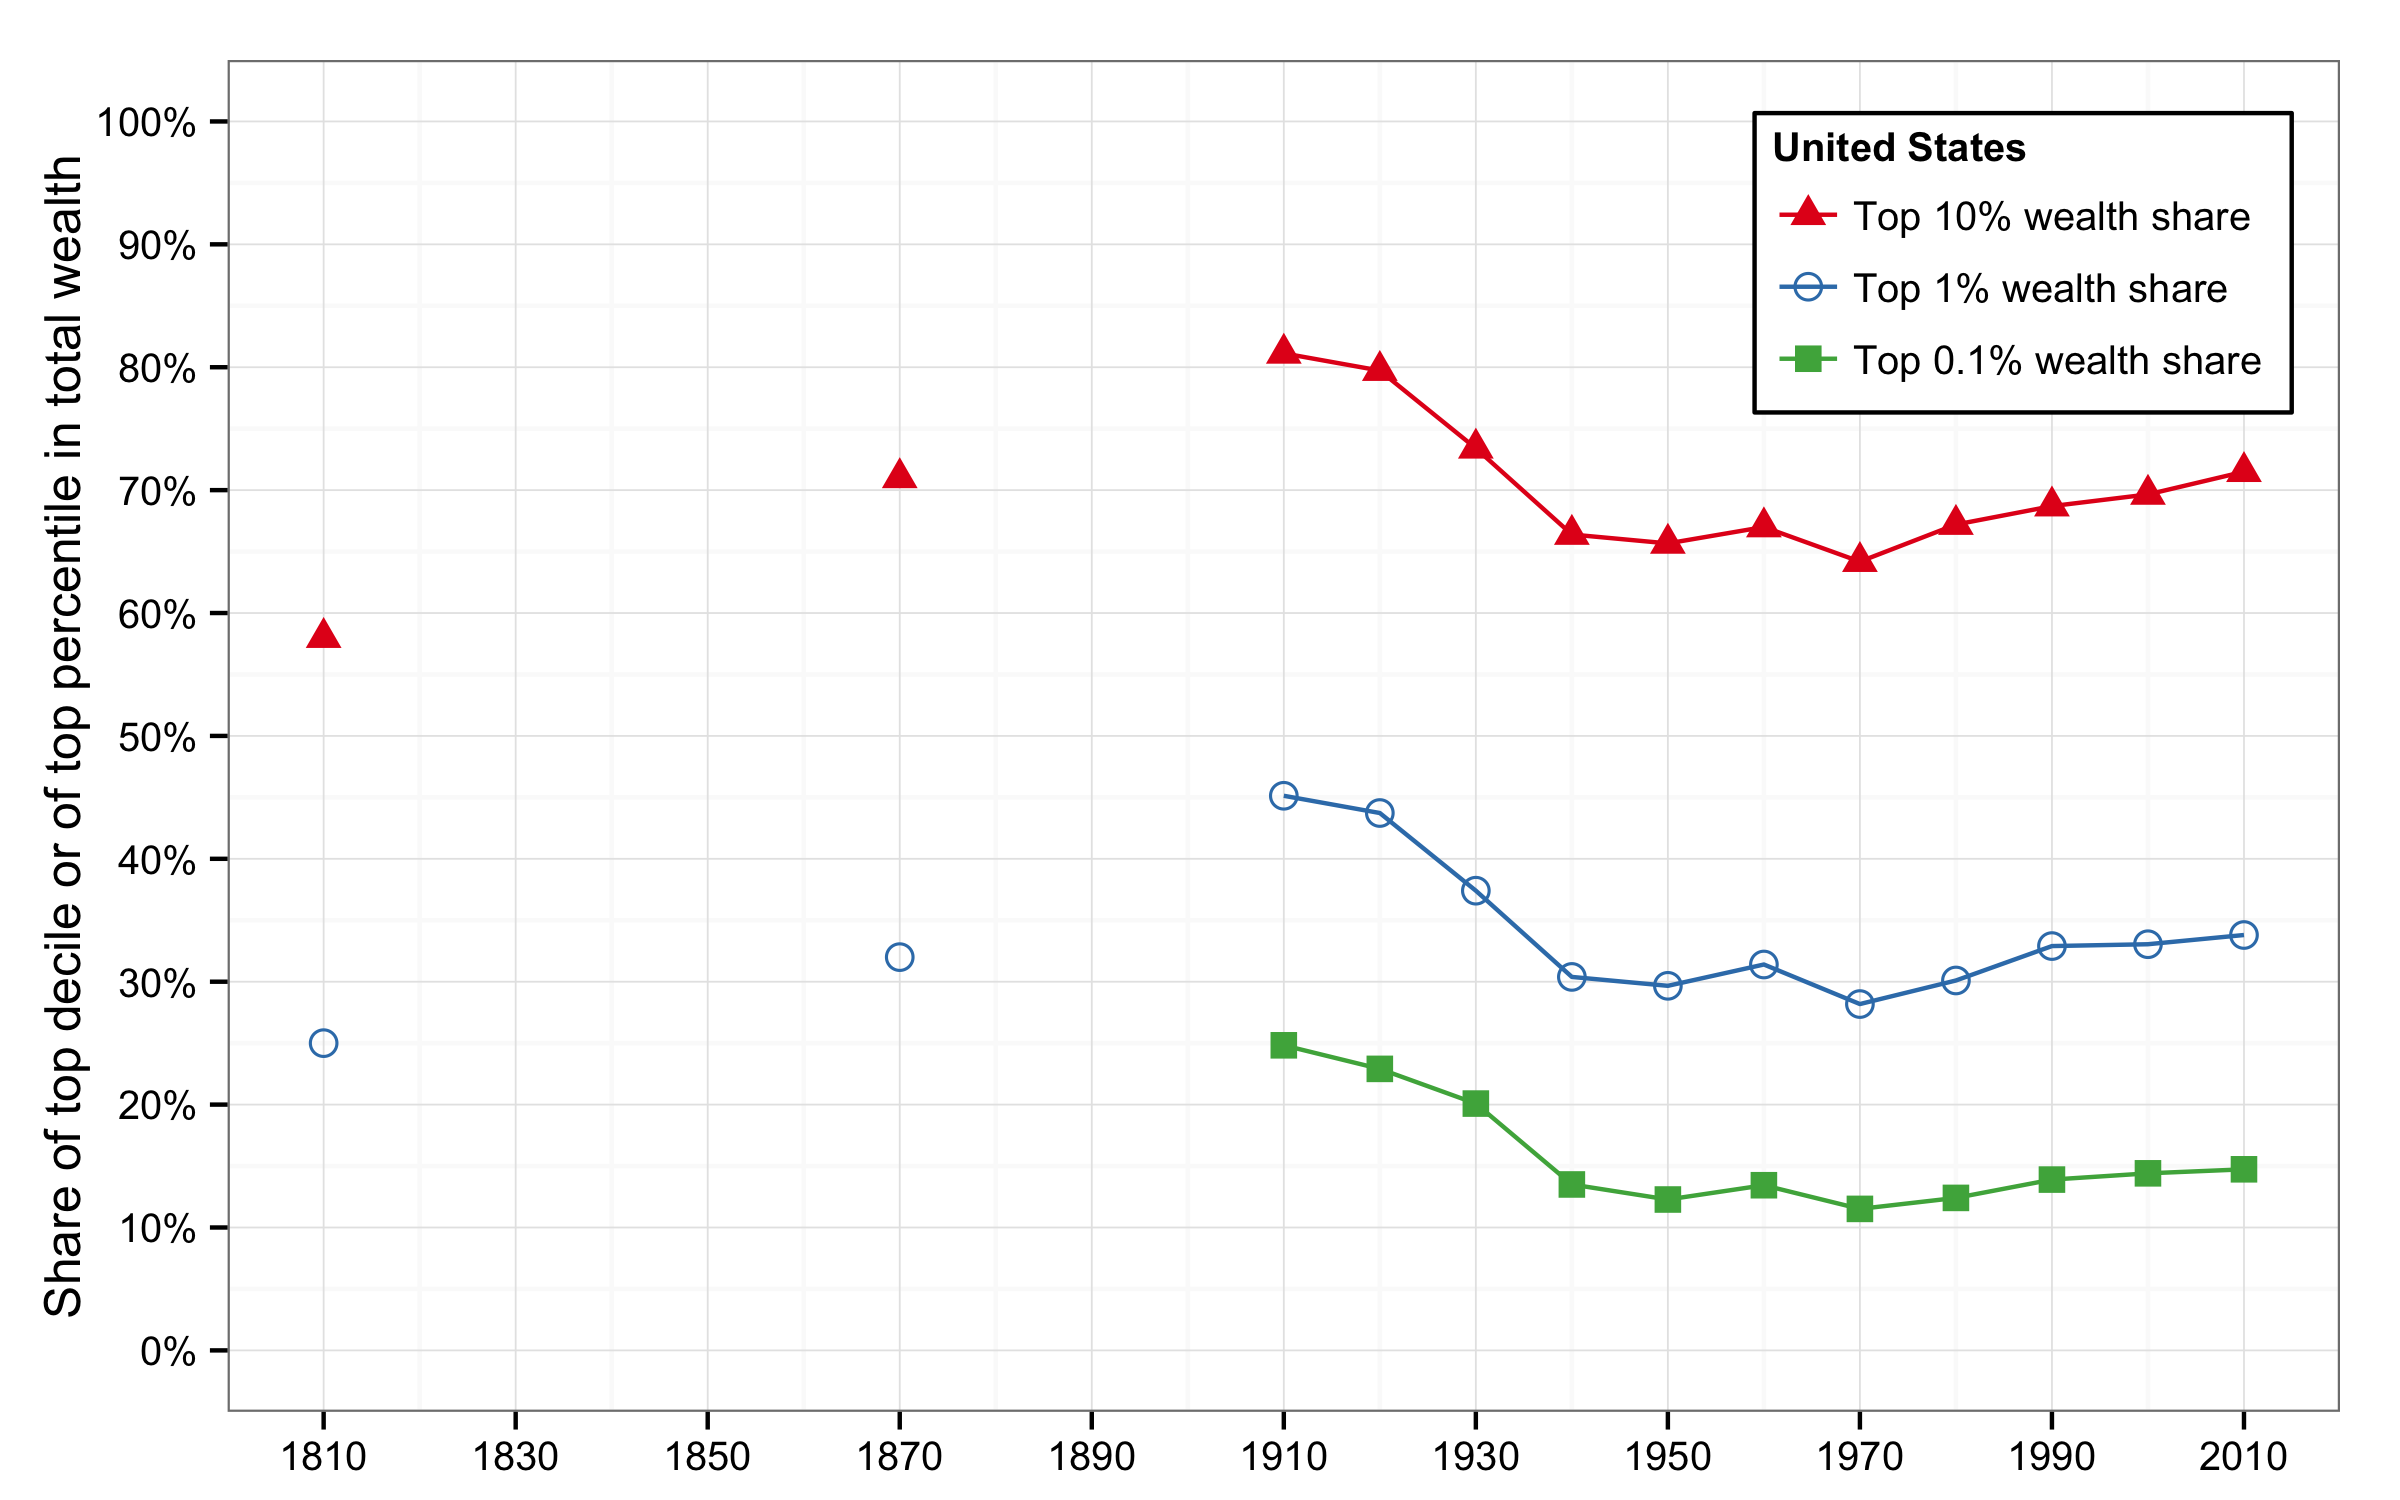 Share of top decile or of top percentile in total wealth
100%
90%
80%
70%
60%
50%
40%
30%
20%
10%
0%
United States
Top 10% wealth share
Top 1% wealth share
Top 0.1% wealth share
1810 1830 1850 1870 1890 1910 1930 1950 1970 1990 2010